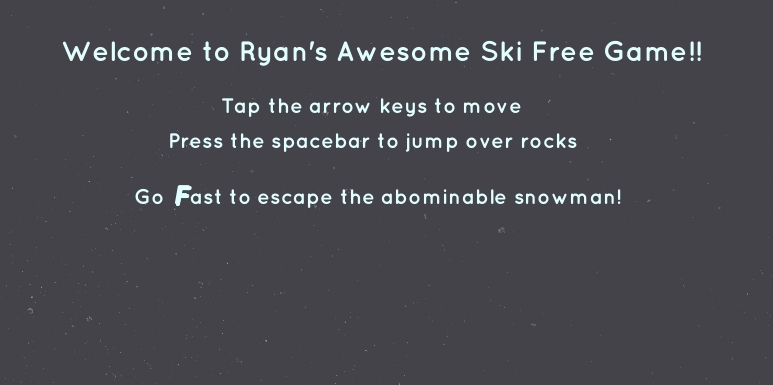 Welcome to Ryan's Awesome Ski Free Game!!
Tap the arrow keys to move
Press the spacebar to jump over rocks
Go Fast to escape the abominable snowman!